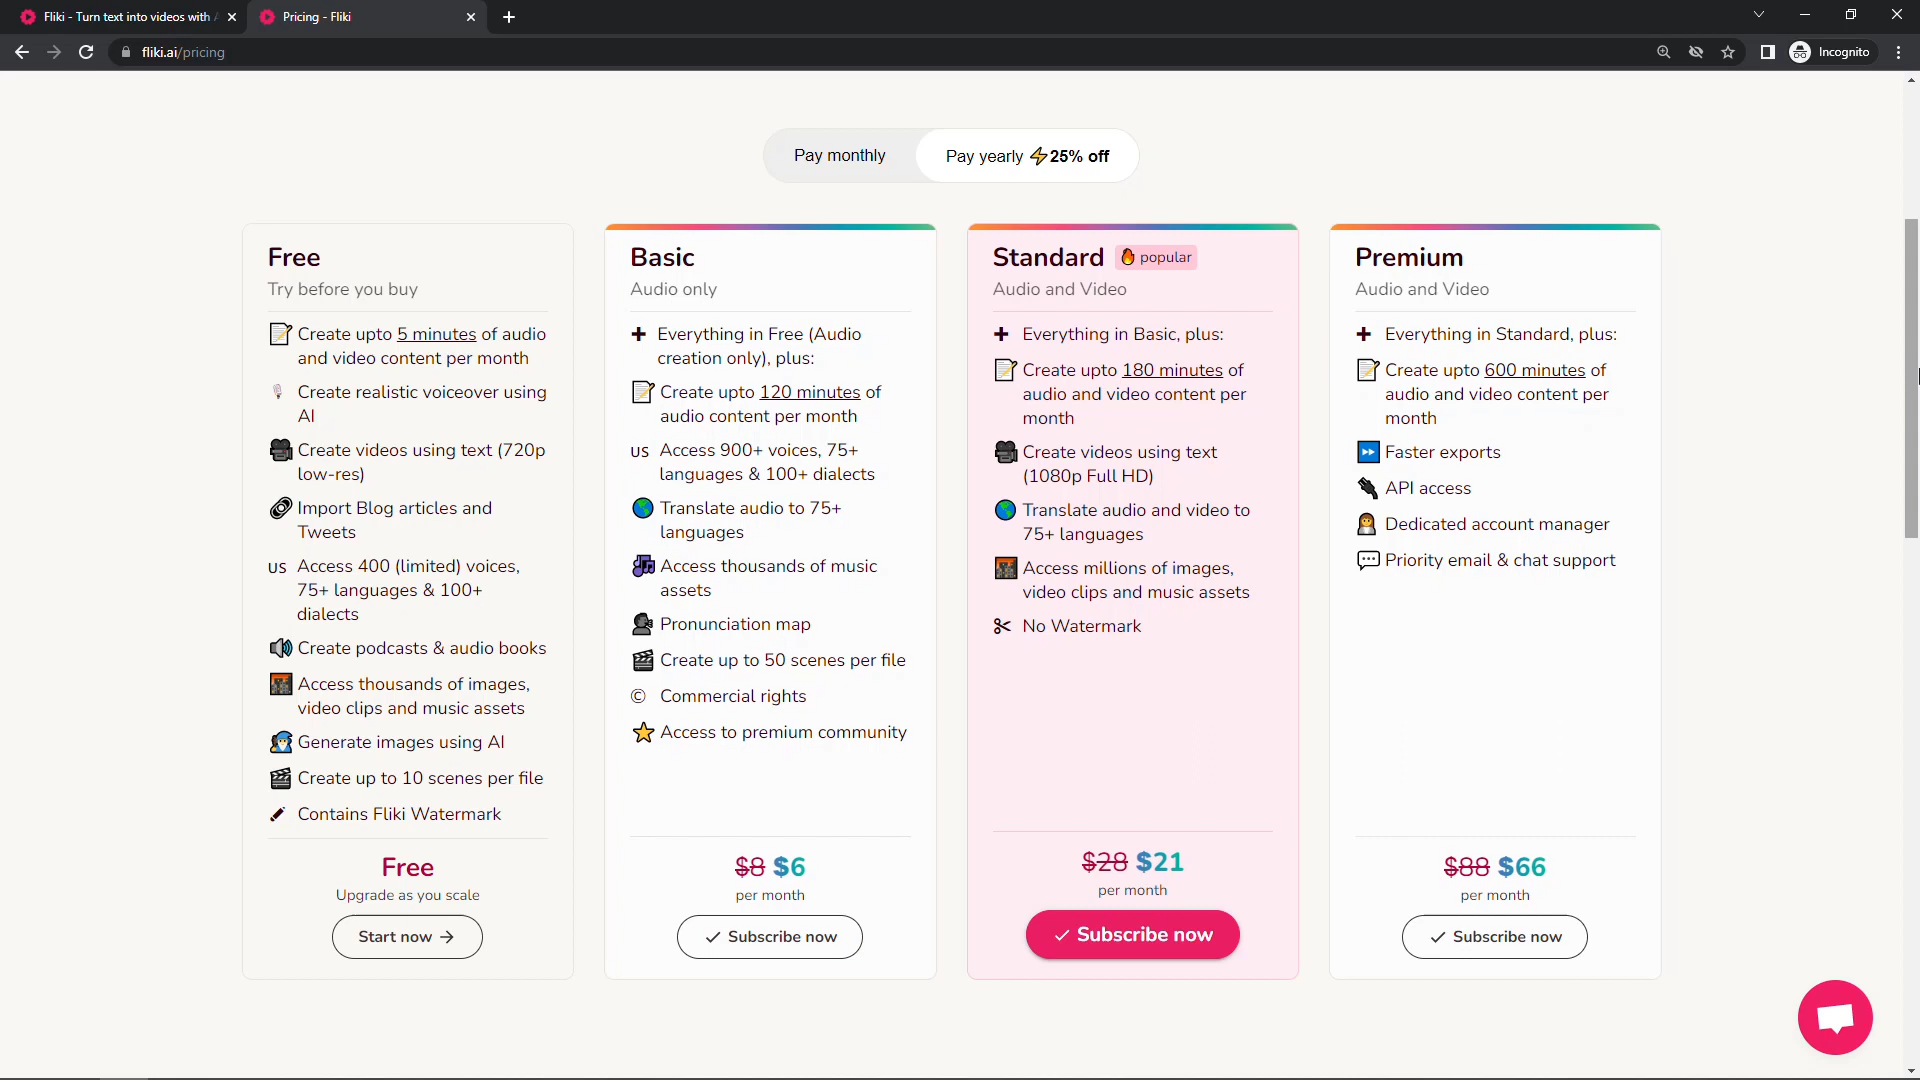 Fliki - Turn text into videos with
Pricing - Fliki
fliki.ai/pricing
Incognito
Pay monthly
Pay yearly ⚡25% off
Free
Try before you buy
Create upto 5 minutes of audio
and video content per month
Create realistic voiceover using
AI
Create videos using text (720p
low-res)
Import Blog articles and
Tweets
US Access 400 (limited) voices,
75+ languages & 100+
dialects
Create podcasts & audio books
Access thousands of images,
video clips and music assets
Generate images using AI
Create up to 10 scenes per file
Contains Fliki Watermark
Free
Upgrade as you scale
Start now →
Basic
Audio only
Everything in Free (Audio
creation only), plus:
Create upto 120 minutes of
audio content per month
US Access 900+ voices, 75+
languages & 100+ dialects
Translate audio to 75+
languages
Access thousands of music
assets
Pronunciation map
Create up to 50 scenes per file
© Commercial rights
Access to premium community
$8 $6
per month
✓ Subscribe now
Standard 🔥 popular
Audio and Video
Everything in Basic, plus:
Create upto 180 minutes of
audio and video content per
month
Create videos using text
(1080p Full HD)
Translate audio and video to
75+ languages
Access millions of images,
video clips and music assets
No Watermark
$28 $21
per month
✓ Subscribe now
Premium
Audio and Video
Everything in Standard, plus:
Create upto 600 minutes of
audio and video content per
month
Faster exports
API access
Dedicated account manager
Priority email & chat support
$88 $66
per month
✓ Subscribe now